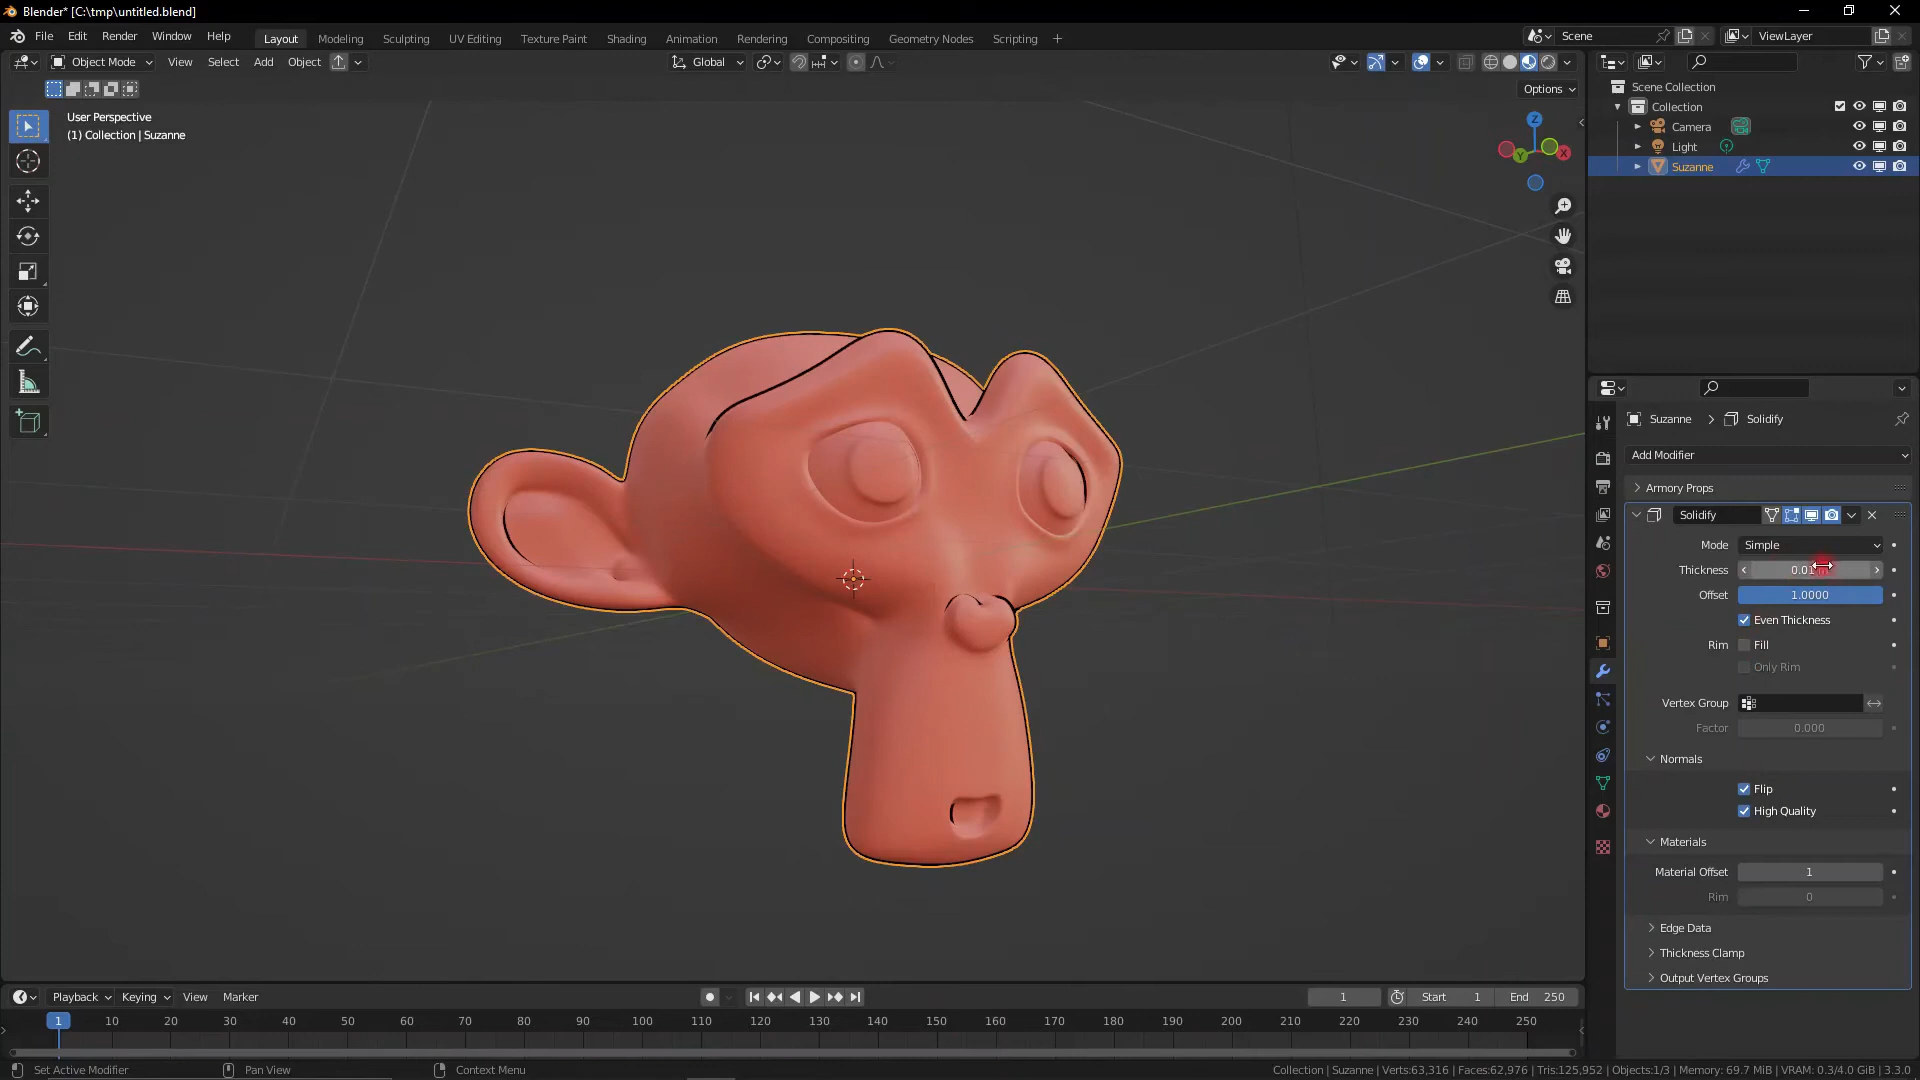 Blender* [C:\tmp\untitled.blend]
File Edit Render Window Help Layout Modeling Sculpting UV Editing Texture Paint Shading Animation Rendering Compositing Geometry Nodes Scripting + Scene ViewLayer
Object Mode View Select Add Object Global
Options
User Perspective
(1) Collection | Suzanne
Z
Y
X
Scene Collection
Collection
Camera
Light
Suzanne
Suzanne > Solidify
Add Modifier
Armory Props
Solidify
Mode Simple
Thickness
Offset 1.0000
Even Thickness
Rim Fill
Only Rim
Vertex Group
Factor 0.000
Normals
Flip
High Quality
Materials
Material Offset 1
Rim 0
Edge Data
Thickness Clamp
Output Vertex Groups
Playback Keying View Marker 1 Start 1 End 250
1 10 20 30 40 50 60 70 80 90 100 110 120 130 140 150 160 170 180 190 200 210 220 230 240 250
Set Active Modifier Pan View Context Menu Collection | Suzanne | Verts:63,316 | Faces:62,976 | Tris:125,952 | Objects:1/3 | Memory: 69.7 MiB | VRAM: 0.3/4.0 GiB | 3.3.0